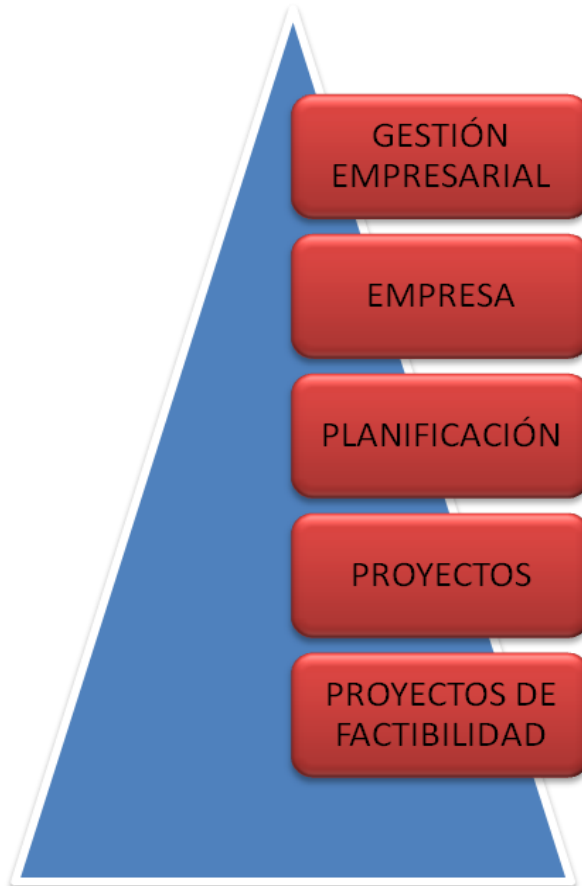 GESTIÓN
EMPRESARIAL
EMPRESA
PLANIFICACIÓN
PROYECTOS
PROYECTOS DE
FACTIBILIDAD